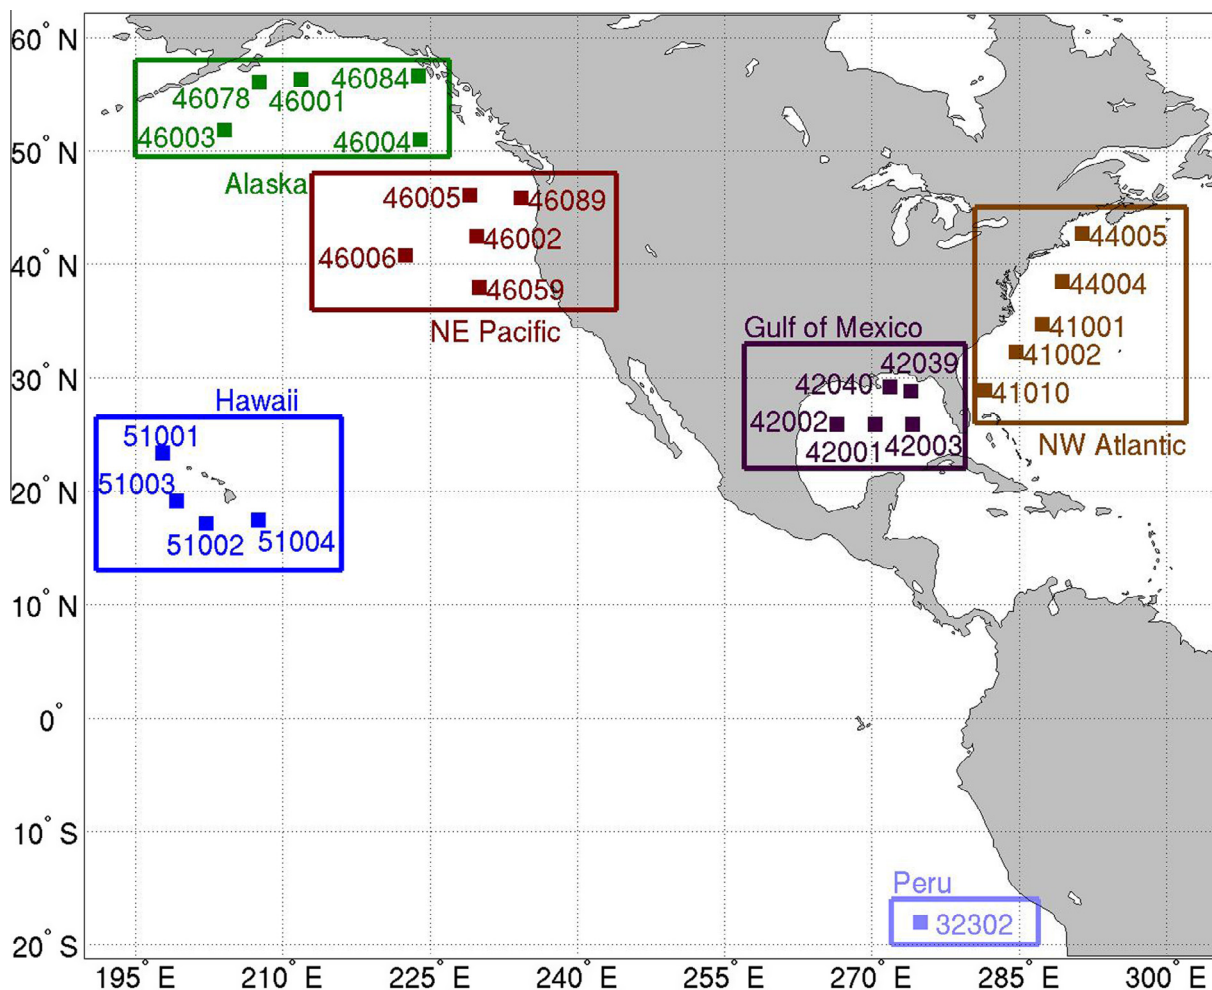 60° N
46084
46078
46001
46003
46004
50° N
Alaska
46005
46089
44005
46002
46006
40° N
44004
46059
41001
Gulf of Mexico
NE Pacific
41002
42039
30° N
42040
41010
Hawaii
42002
51001
42001
42003
NW Atlantic
51003
20° N
51002
51004
10° N
0°
10° S
Peru
32302
20° S
195° E
210° E
225° E
240° E
255° E
270° E
285° E
300° E